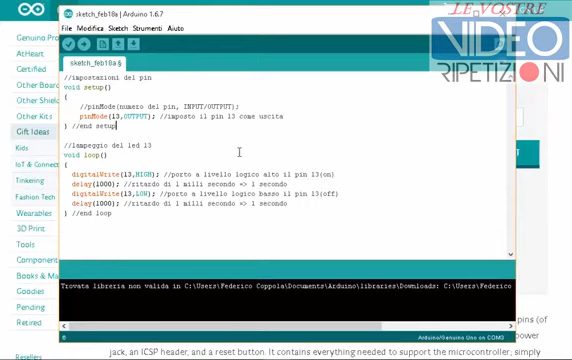 LE VOSTRE
VIDEO
RIPETIZIONI
sketch_feb18a | Arduino 1.6.7
File Modifica Sketch Strumenti Aiuto
sketch_feb18a §
//impostazioni del pin
void setup()
{
//pinMode(numero del pin, INPUT/OUTPUT);
pinMode(13,OUTPUT); //imposto il pin 13 come uscita
} //end setup
//lampeggio del led 13
void loop()
{
digitalWrite(13,HIGH); //porto a livello logico alto il pin 13(on)
delay(1000); //ritardo di 1 milli secondo => 1 secondo
digitalWrite(13,LOW); //porto a livello logico basso il pin 13(off)
delay(1000); //ritardo di 1 milli secondo => 1 secondo
} //end loop
Trovata libreria non valida in C:\Users\Federico Coppola\Documents\Arduino\libraries\Downloads: C:\Users\Federico
Arduino/Genuino Uno on COM3
Genuino Pro
AtHeart
Certified
Other Board
Other Shield
Other Kits
Gift Ideas
Kids
IoT & Connect
Tinkering
Fashion Tech
Wearables
3D Print
Tools
Component
Goodies
Pending
Retired
Resellers
T
pins (of
power
jack, an ICSP header, and a reset button. It contains everything needed to support the microcontroller; simply